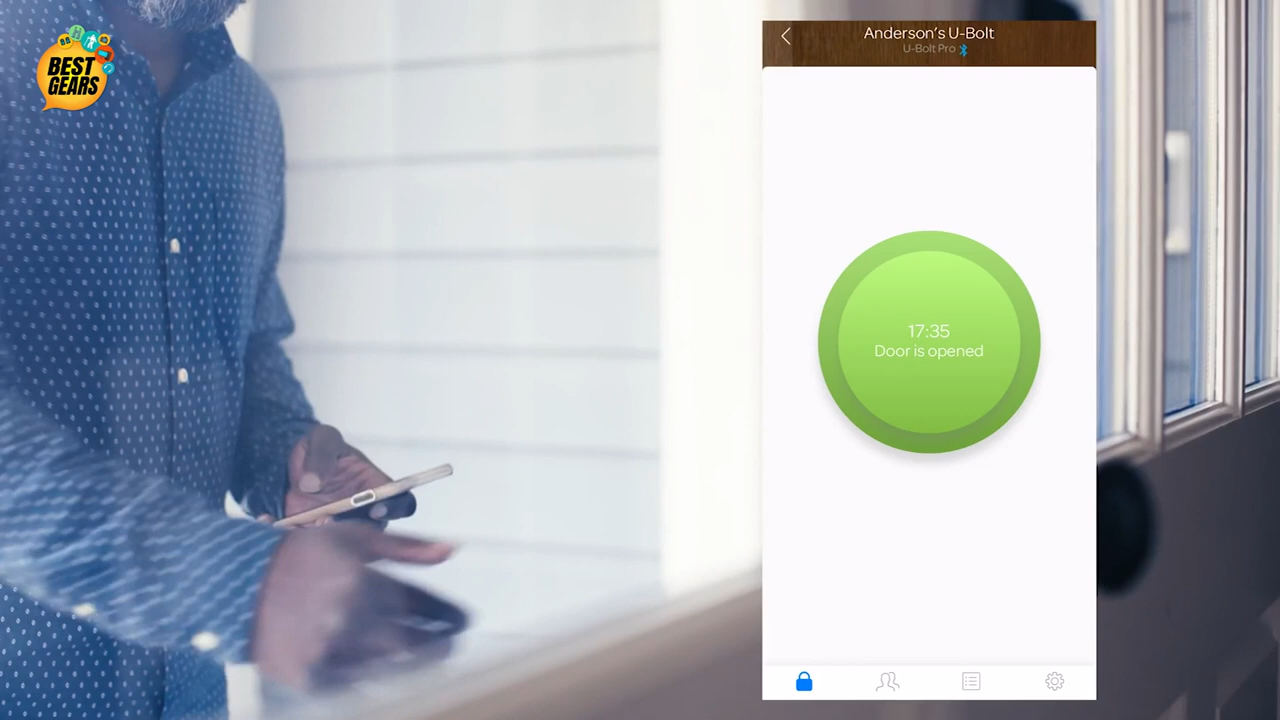 BEST
GEARS
Anderson's U-Bolt
U-Bolt Pro
17:35
Door is opened